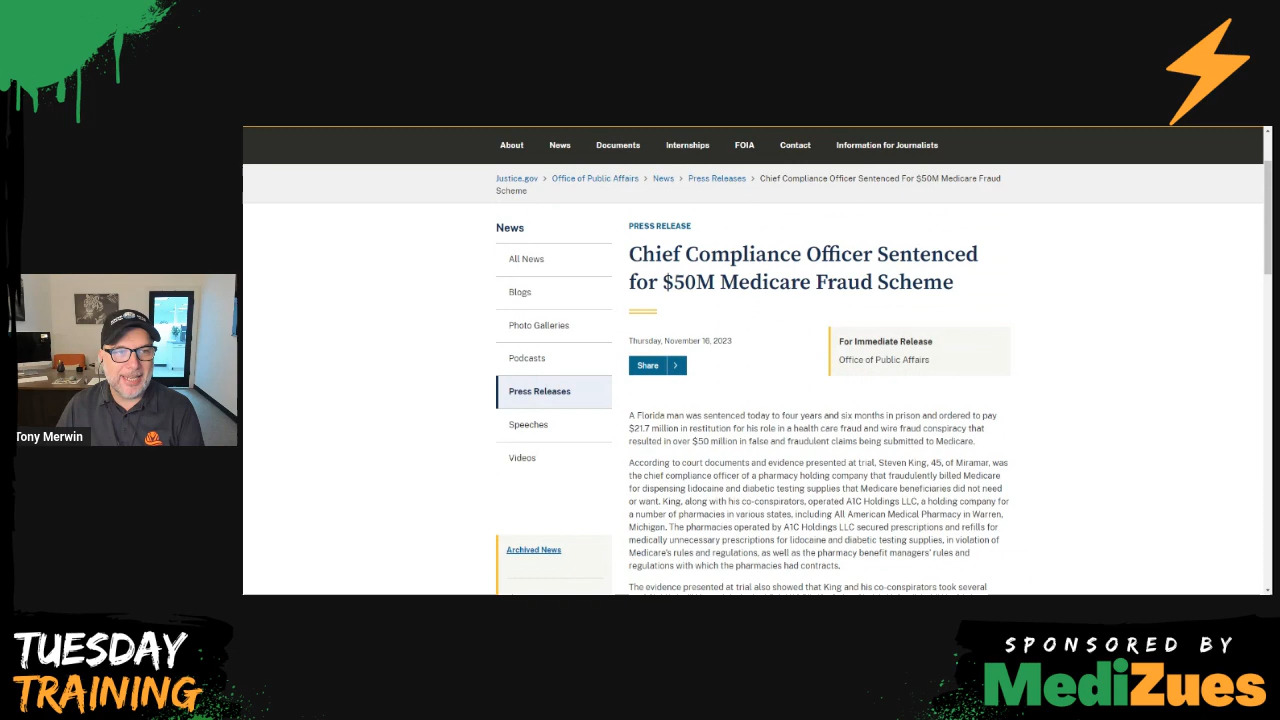 About News Documents Internships FOIA Contact Information for Journalists
Justice.gov > Office of Public Affairs > News > Press Releases > Chief Compliance Officer Sentenced For $50M Medicare Fraud
Scheme
News
All News
Blogs
Photo Galleries
Podcasts
Press Releases
Speeches
Videos
Archived News
PRESS RELEASE
Chief Compliance Officer Sentenced
for $50M Medicare Fraud Scheme
Thursday, November 16, 2023
Share
For Immediate Release
Office of Public Affairs
A Florida man was sentenced today to four years and six months in prison and ordered to pay
$21.7 million in restitution for his role in a health care fraud and wire fraud conspiracy that
resulted in over $50 million in false and fraudulent claims being submitted to Medicare.
According to court documents and evidence presented at trial, Steven King, 45, of Miramar, was
the chief compliance officer of a pharmacy holding company that fraudulently billed Medicare
for dispensing lidocaine and diabetic testing supplies that Medicare beneficiaries did not need
or want. King, along with his co-conspirators, operated A1C Holdings LLC, a holding company for
a number of pharmacies in various states, including All American Medical Pharmacy in Warren,
Michigan. The pharmacies operated by A1C Holdings LLC secured prescriptions and refills for
medically unnecessary prescriptions for lidocaine and diabetic testing supplies, in violation of
Medicare's rules and regulations, as well as the pharmacy benefit managers' rules and
regulations with which the pharmacies had contracts.
The evidence presented at trial also showed that King and his co-conspirators took several
Tony Merwin
TUESDAY
TRAINING
SPONSORED BY
MediZues